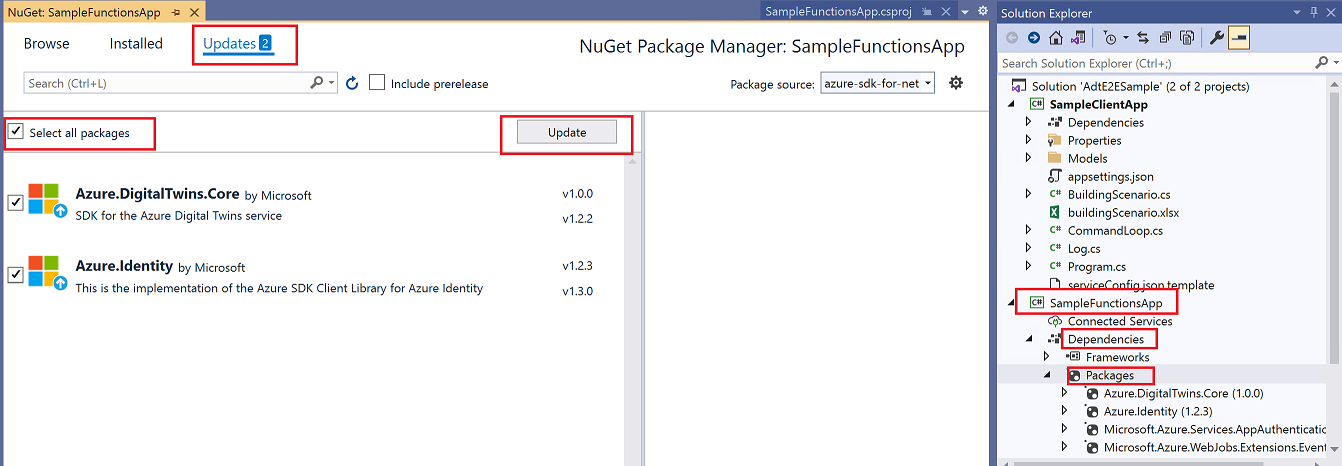 NuGet: SampleFunctionsApp
SampleFunctionsApp.csproj
Browse
Installed
Updates 2
NuGet Package Manager: SampleFunctionsApp
Search (Ctrl+L)
Include prerelease
Package source:
azure-sdk-for-net
Select all packages
Update
Azure.DigitalTwins.Core by Microsoft
v1.0.0
SDK for the Azure Digital Twins service
v1.2.2
Azure.Identity by Microsoft
v1.2.3
This is the implementation of the Azure SDK Client Library for Azure Identity
v1.3.0
Solution Explorer
Search Solution Explorer (Ctrl+;)
Solution 'AdtE2ESample' (2 of 2 projects)
C# SampleClientApp
Dependencies
Properties
Models
appsettings.json
C# BuildingScenario.cs
buildingScenario.xlsx
C# CommandLoop.cs
C# Log.cs
C# Program.cs
serviceConfig.json.template
C# SampleFunctionsApp
Connected Services
Dependencies
Frameworks
Packages
Azure.DigitalTwins.Core (1.0.0)
Azure.Identity (1.2.3)
Microsoft.Azure.Services.AppAuthenticatio
Microsoft.Azure.WebJobs.Extensions.Event